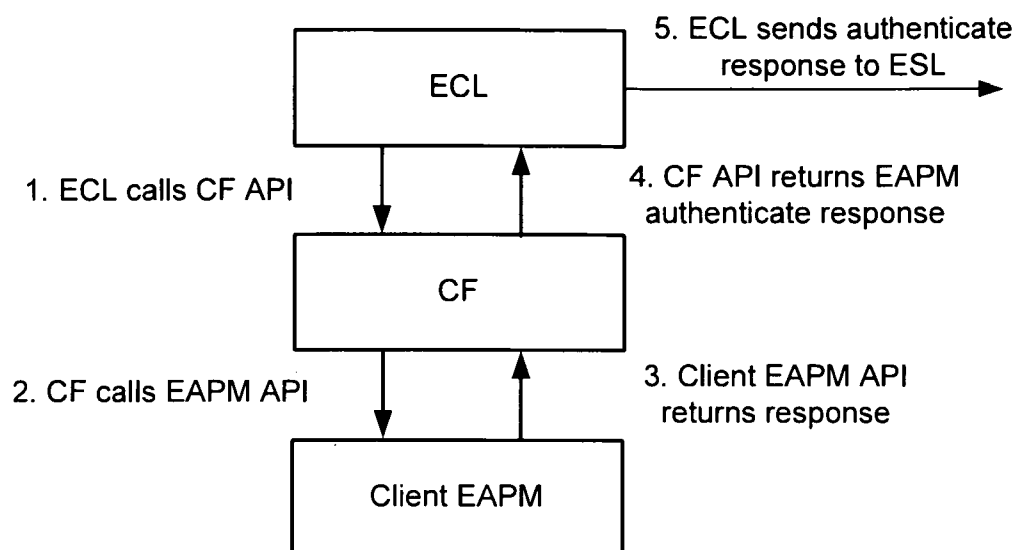 5. ECL sends authenticate
response to ESL
ECL
1. ECL calls CF API
4. CF API returns EAPM
authenticate response
CF
2. CF calls EAPM API
3. Client EAPM API
returns response
Client EAPM